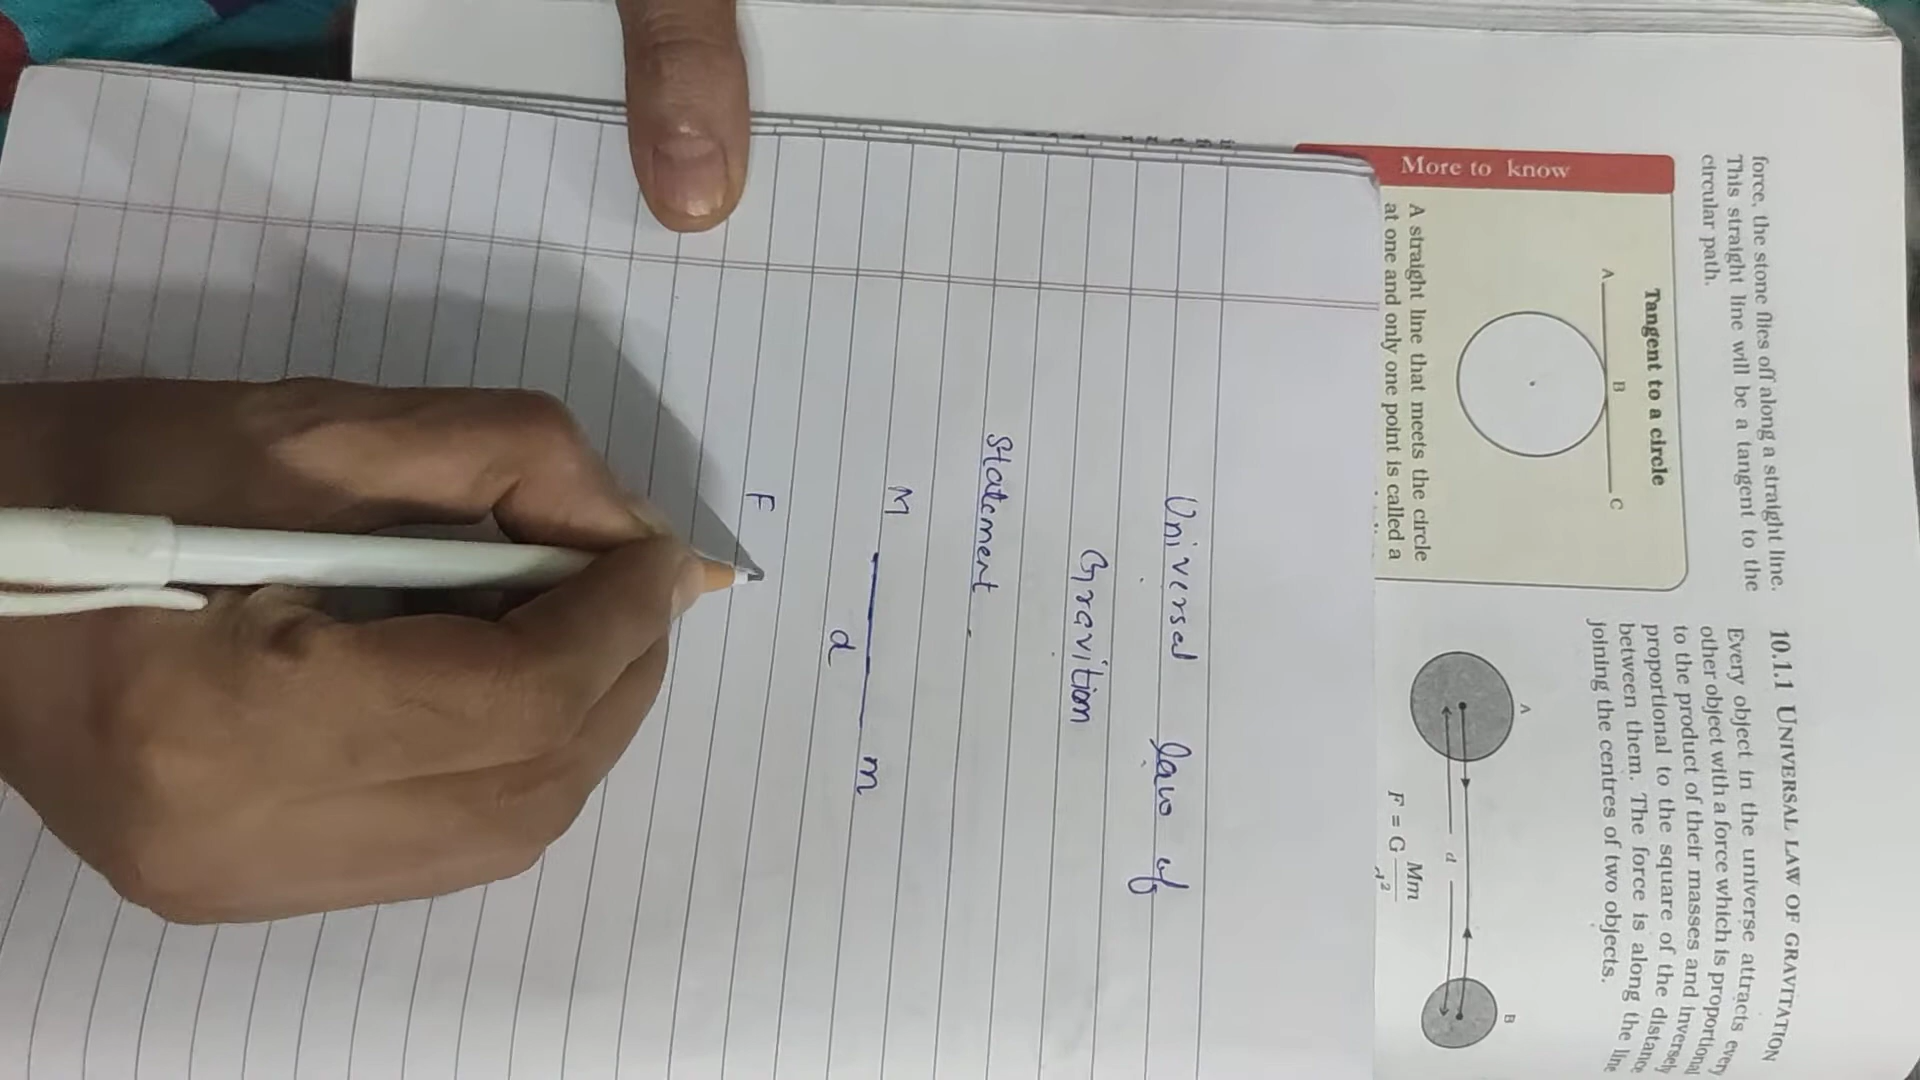 force, the stone flies off along a straight line.
This straight line will be a tangent to the
circular path.
More to know
Tangent to a circle
A B C
A straight line that meets the circle
at one and only one point is called a
10.1.1 UNIVERSAL LAW OF GRAVITATION
Every object in the universe attracts every
other object with a force which is proportional
to the product of their masses and inversely
proportional to the square of the distance
between them. The force is along the line
joining the centres of two objects.
A B
d
F = G Mm
d²
Universal law of
Gravition
Statement.
M m
d
F